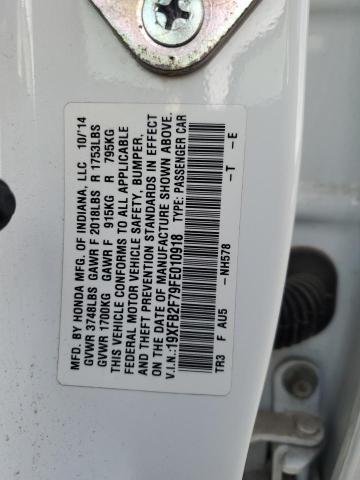 MFD. BY HONDA MFG. OF INDIANA, LLC 10/'14
GVWR 3748LBS GAWR F 2018LBS R 1753LBS
GVWR 1700KG GAWR F 915KG R 795KG
THIS VEHICLE CONFORMS TO ALL APPLICABLE
FEDERAL MOTOR VEHICLE SAFETY, BUMPER,
AND THEFT PREVENTION STANDARDS IN EFFECT
ON THE DATE OF MANUFACTURE SHOWN ABOVE.
V.I.N.:19XFB2F79FE010918 TYPE: PASSENGER CAR
TR3 F AU5 -NH578 -T -E